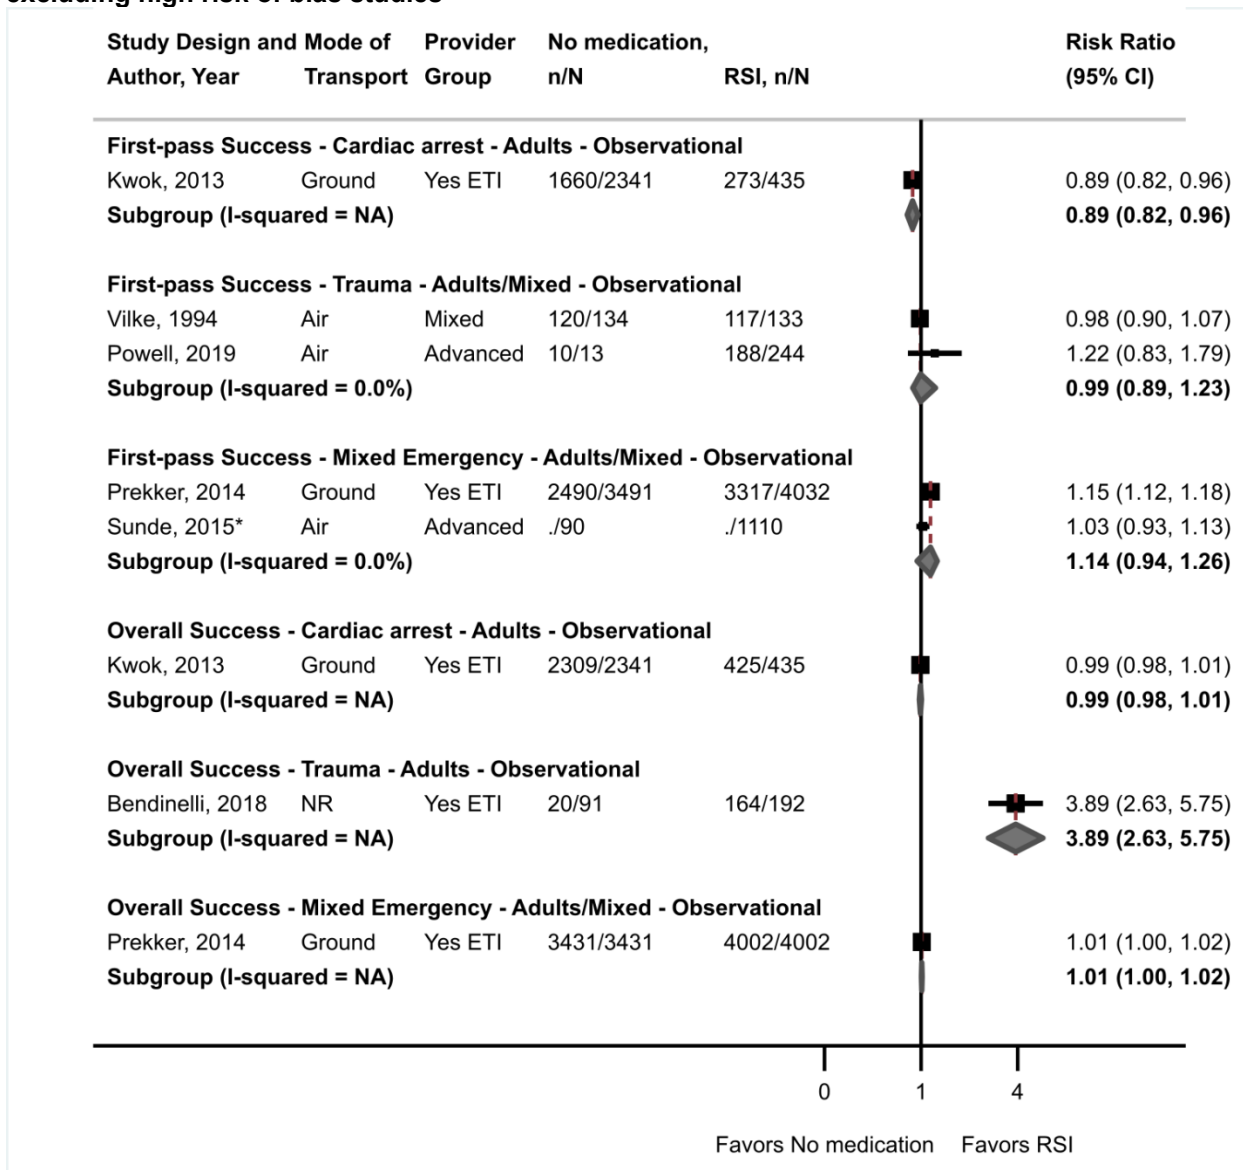 excluding high risk of bias studies
Study Design and Mode of Provider No medication, Risk Ratio
Author, Year Transport Group n/N RSI, n/N (95% CI)
First-pass Success - Cardiac arrest - Adults - Observational
Kwok, 2013 Ground Yes ETI 1660/2341 273/435 0.89 (0.82, 0.96)
Subgroup (I-squared = NA) 0.89 (0.82, 0.96)
First-pass Success - Trauma - Adults/Mixed - Observational
Vilke, 1994 Air Mixed 120/134 117/133 0.98 (0.90, 1.07)
Powell, 2019 Air Advanced 10/13 188/244 1.22 (0.83, 1.79)
Subgroup (I-squared = 0.0%) 0.99 (0.89, 1.23)
First-pass Success - Mixed Emergency - Adults/Mixed - Observational
Prekker, 2014 Ground Yes ETI 2490/3491 3317/4032 1.15 (1.12, 1.18)
Sunde, 2015* Air Advanced ./90 ./1110 1.03 (0.93, 1.13)
Subgroup (I-squared = 0.0%) 1.14 (0.94, 1.26)
Overall Success - Cardiac arrest - Adults - Observational
Kwok, 2013 Ground Yes ETI 2309/2341 425/435 0.99 (0.98, 1.01)
Subgroup (I-squared = NA) 0.99 (0.98, 1.01)
Overall Success - Trauma - Adults - Observational
Bendinelli, 2018 NR Yes ETI 20/91 164/192 3.89 (2.63, 5.75)
Subgroup (I-squared = NA) 3.89 (2.63, 5.75)
Overall Success - Mixed Emergency - Adults/Mixed - Observational
Prekker, 2014 Ground Yes ETI 3431/3431 4002/4002 1.01 (1.00, 1.02)
Subgroup (I-squared = NA) 1.01 (1.00, 1.02)
0 1 4
Favors No medication Favors RSI